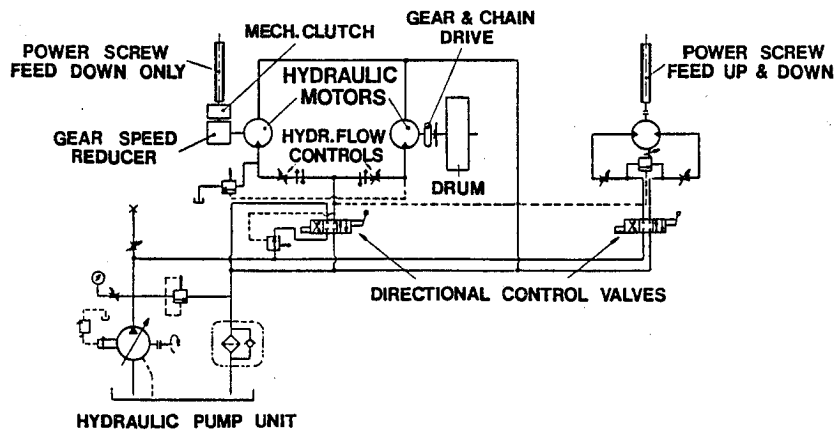 GEAR & CHAIN
DRIVE
MECH. CLUTCH
POWER SCREW
FEED DOWN ONLY
POWER SCREW
FEED UP & DOWN
HYDRAULIC
MOTORS
GEAR SPEED
REDUCER
HYDR. FLOW
CONTROLS
DRUM
DIRECTIONAL CONTROL VALVES
HYDRAULIC PUMP UNIT